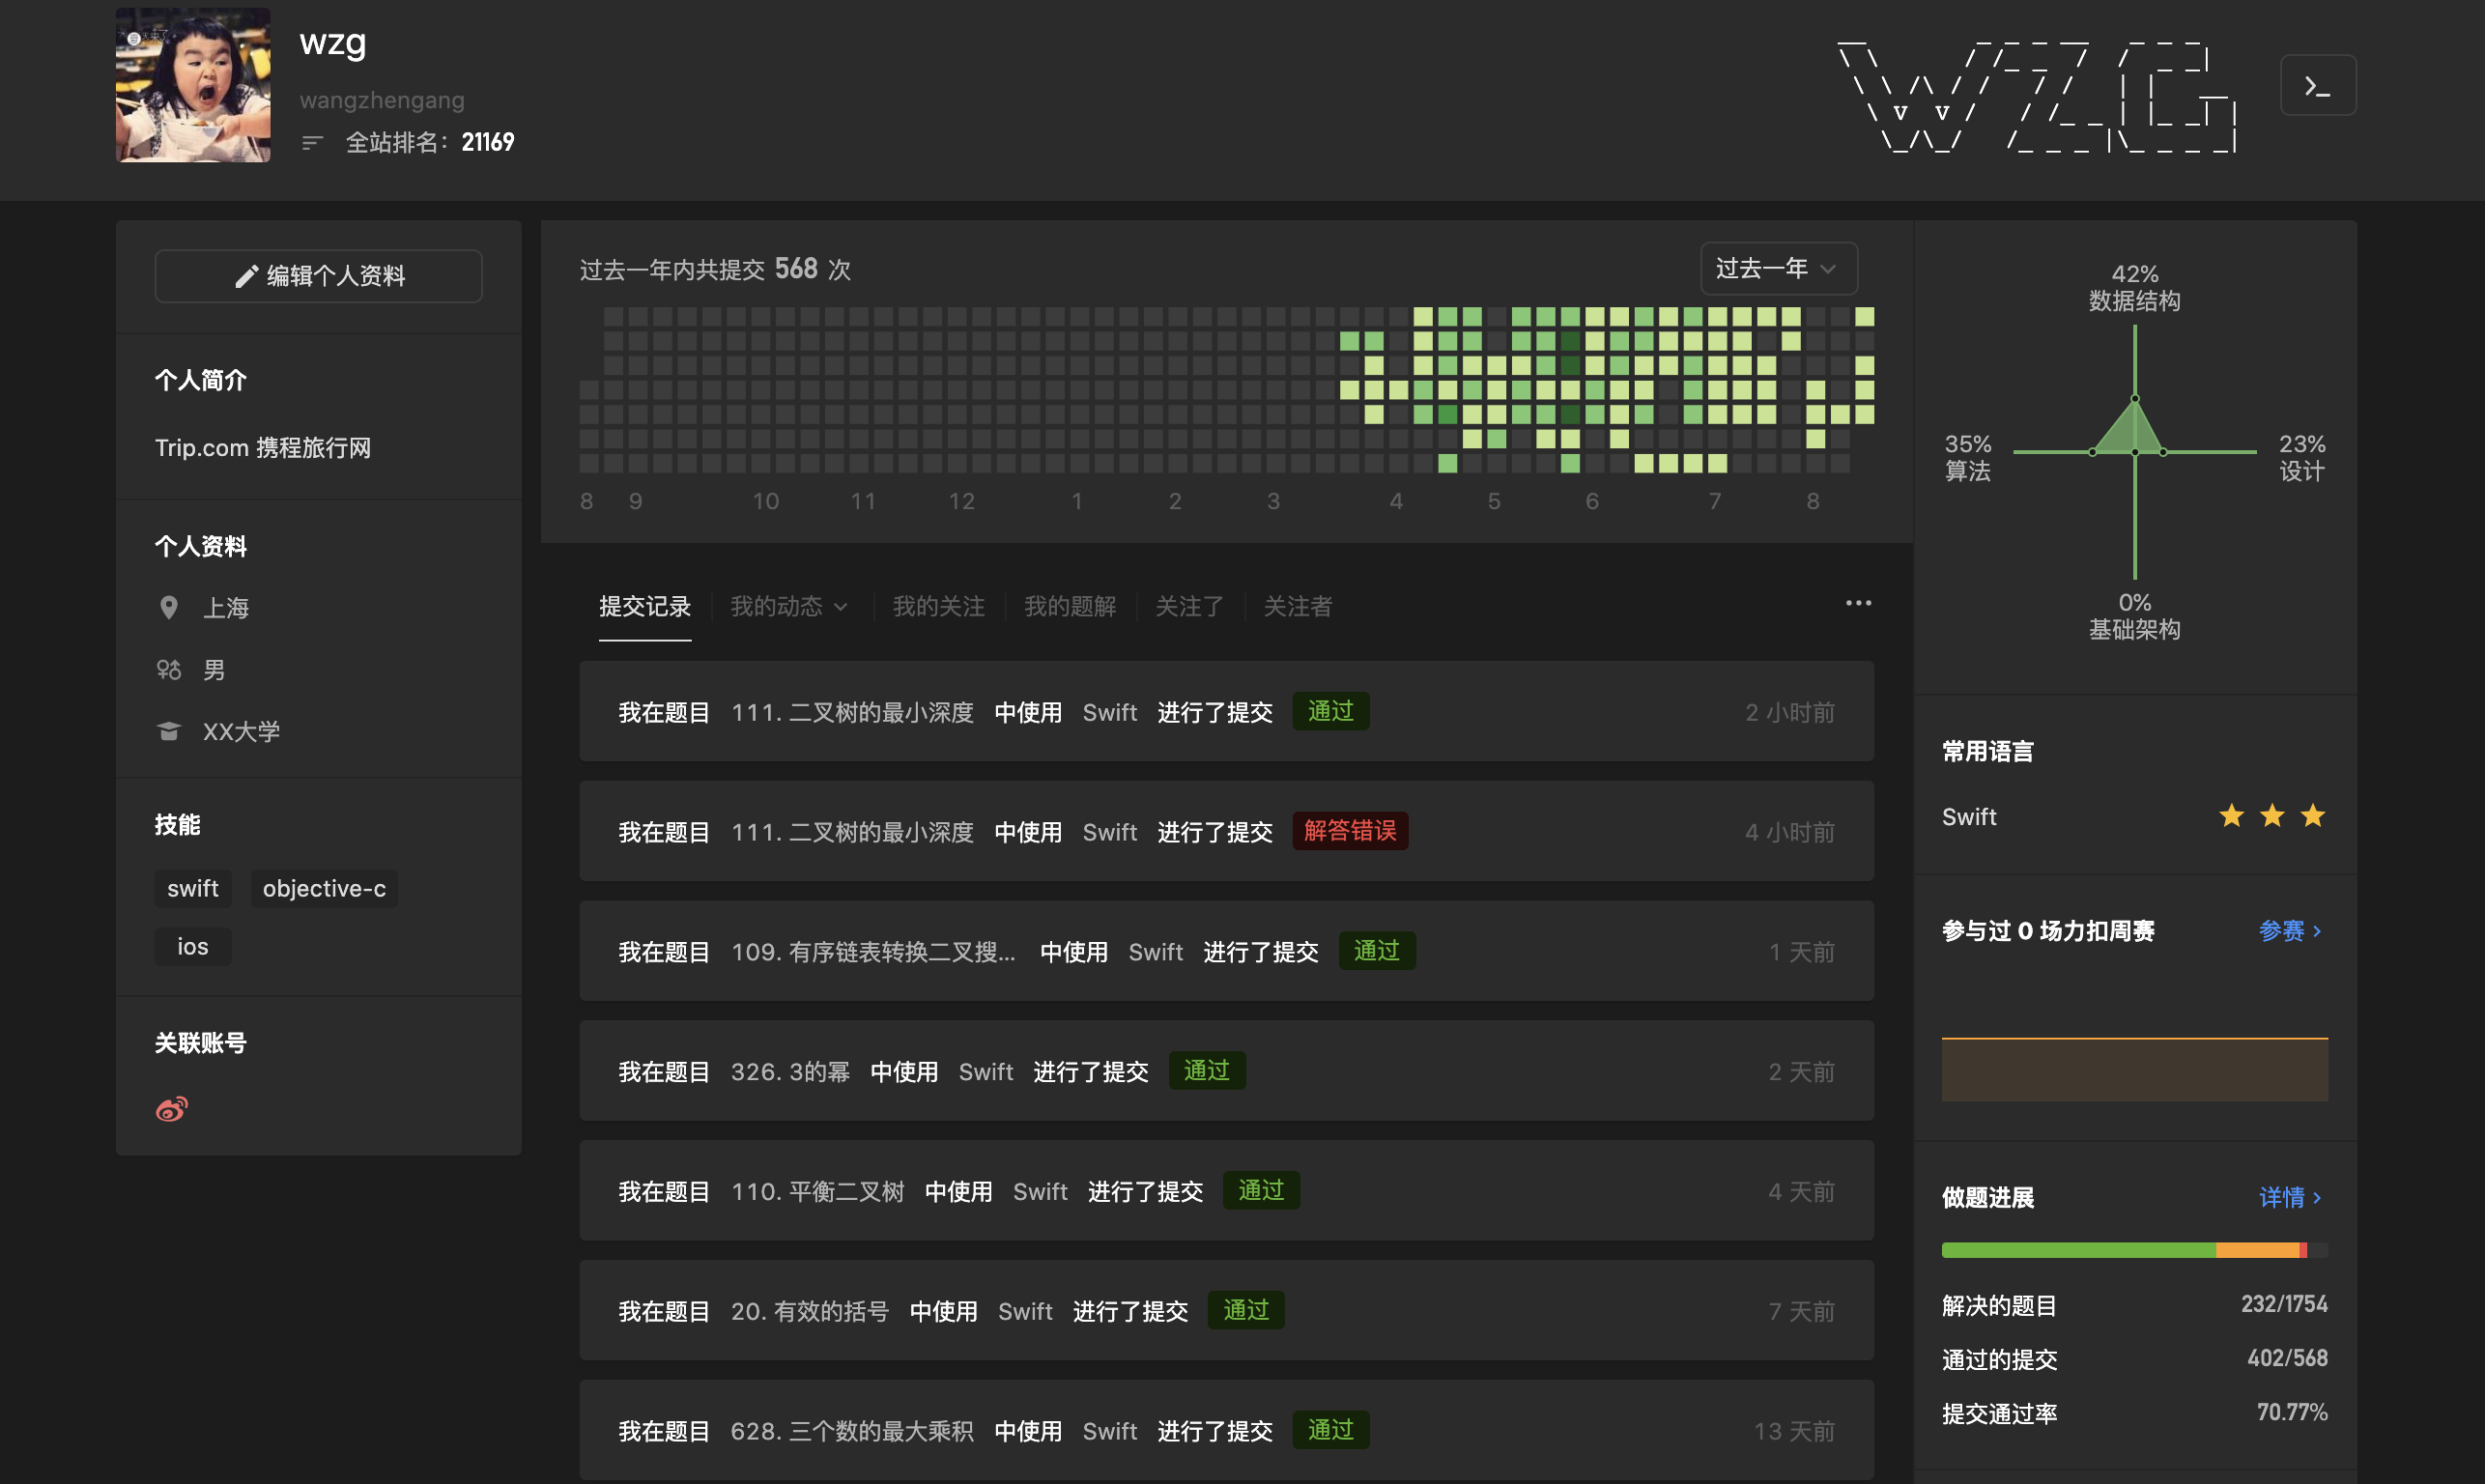 wzg
wangzhengang
全站排名： 21169
编辑个人资料
个人简介
Trip.com 携程旅行网
个人资料
上海
男
XX大学
技能
swift objective-c
ios
关联账号
过去一年内共提交 568 次
过去一年
8 9 10 11 12 1 2 3 4 5 6 7 8
提交记录 我的动态 我的关注 我的题解 关注了 关注者
我在题目 111. 二叉树的最小深度 中使用 Swift 进行了提交 通过 2 小时前
我在题目 111. 二叉树的最小深度 中使用 Swift 进行了提交 解答错误 4 小时前
我在题目 109. 有序链表转换二叉搜... 中使用 Swift 进行了提交 通过 1 天前
我在题目 326. 3的幂 中使用 Swift 进行了提交 通过 2 天前
我在题目 110. 平衡二叉树 中使用 Swift 进行了提交 通过 4 天前
我在题目 20. 有效的括号 中使用 Swift 进行了提交 通过 7 天前
我在题目 628. 三个数的最大乘积 中使用 Swift 进行了提交 通过 13 天前
WZG
42%
数据结构
35%
算法
23%
设计
0%
基础架构
常用语言
Swift
参与过 0 场力扣周赛 参赛 >
做题进展 详情 >
解决的题目 232/1754
通过的提交 402/568
提交通过率 70.77%